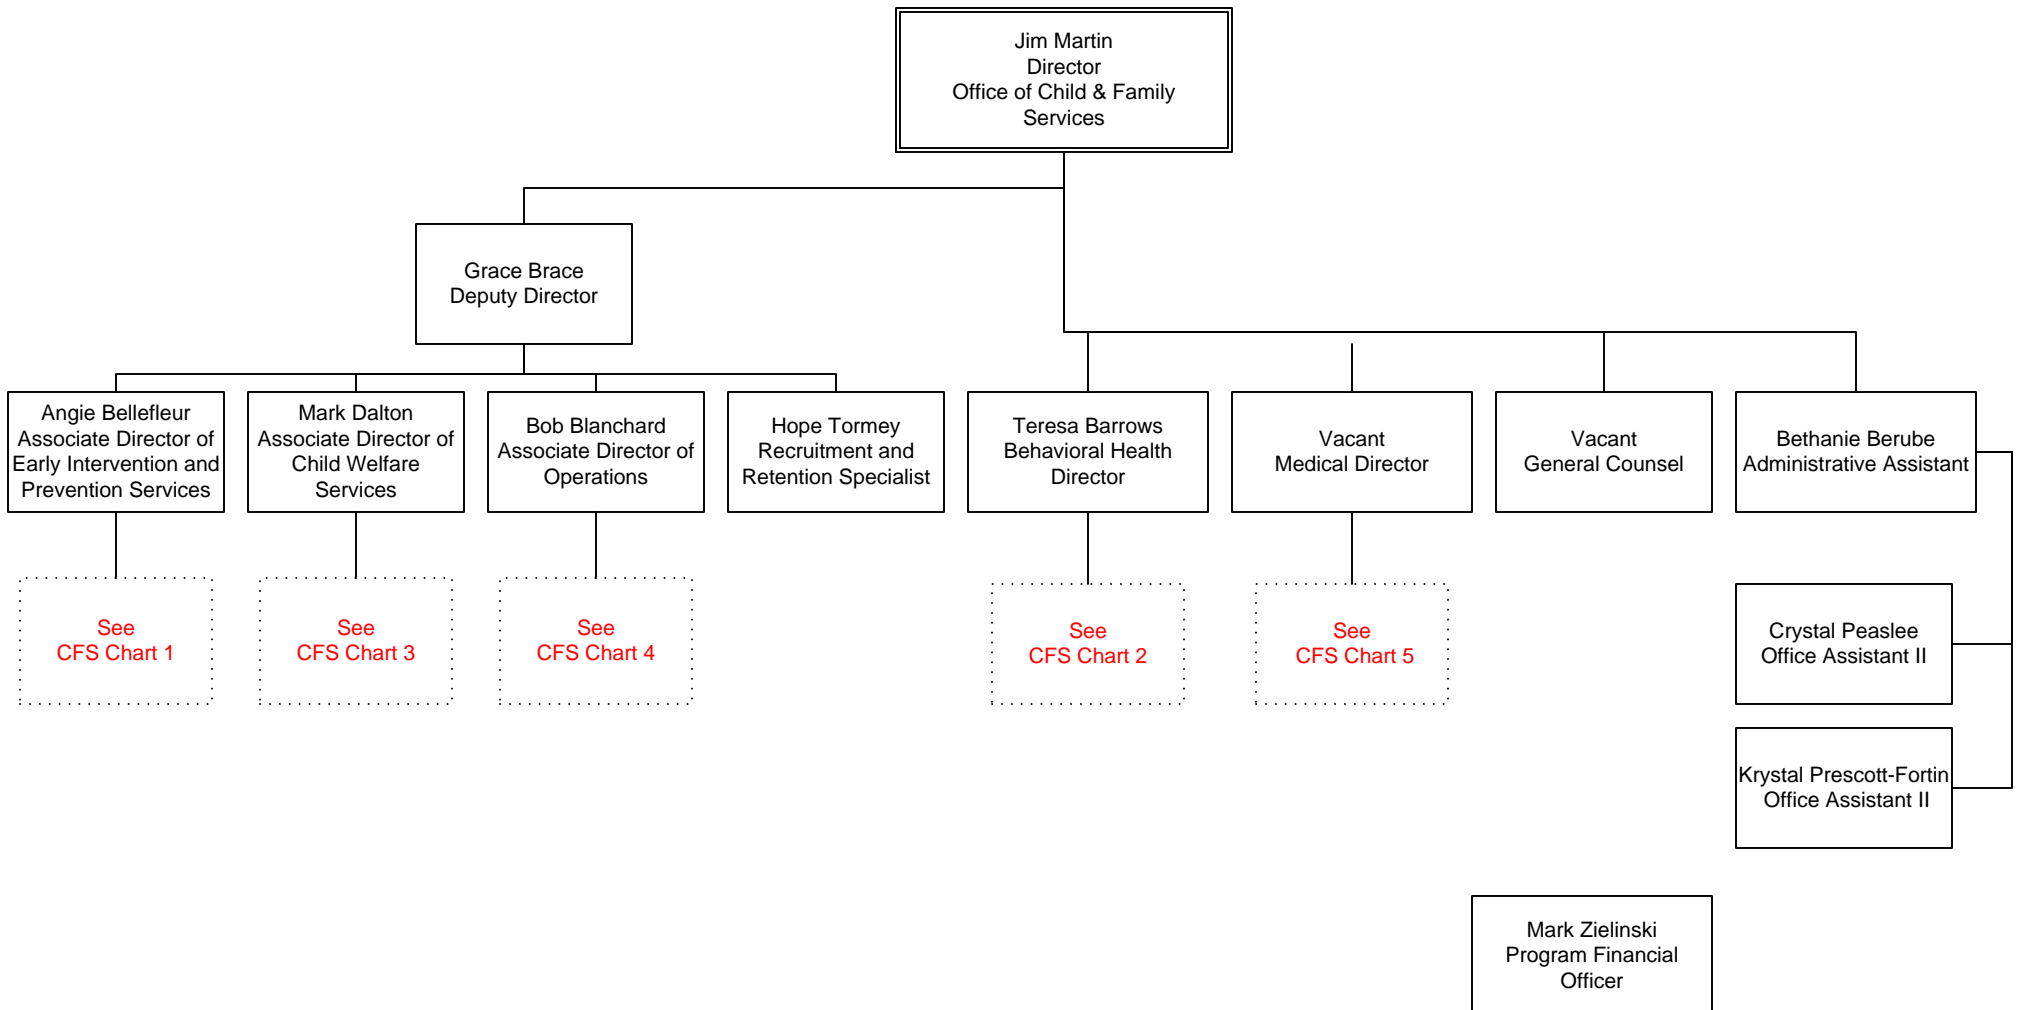 Jim Martin
Director
Office of Child & Family
Services
Grace Brace
Deputy Director
Angie Bellefleur
Associate Director of
Early Intervention and
Prevention Services
Mark Dalton
Associate Director of
Child Welfare
Services
Bob Blanchard
Associate Director of
Operations
Hope Tormey
Recruitment and
Retention Specialist
Teresa Barrows
Behavioral Health
Director
Vacant
Medical Director
Vacant
General Counsel
Bethanie Berube
Administrative Assistant
See
CFS Chart 1
See
CFS Chart 3
See
CFS Chart 4
See
CFS Chart 2
See
CFS Chart 5
Crystal Peaslee
Office Assistant II
Krystal Prescott-Fortin
Office Assistant II
Mark Zielinski
Program Financial
Officer